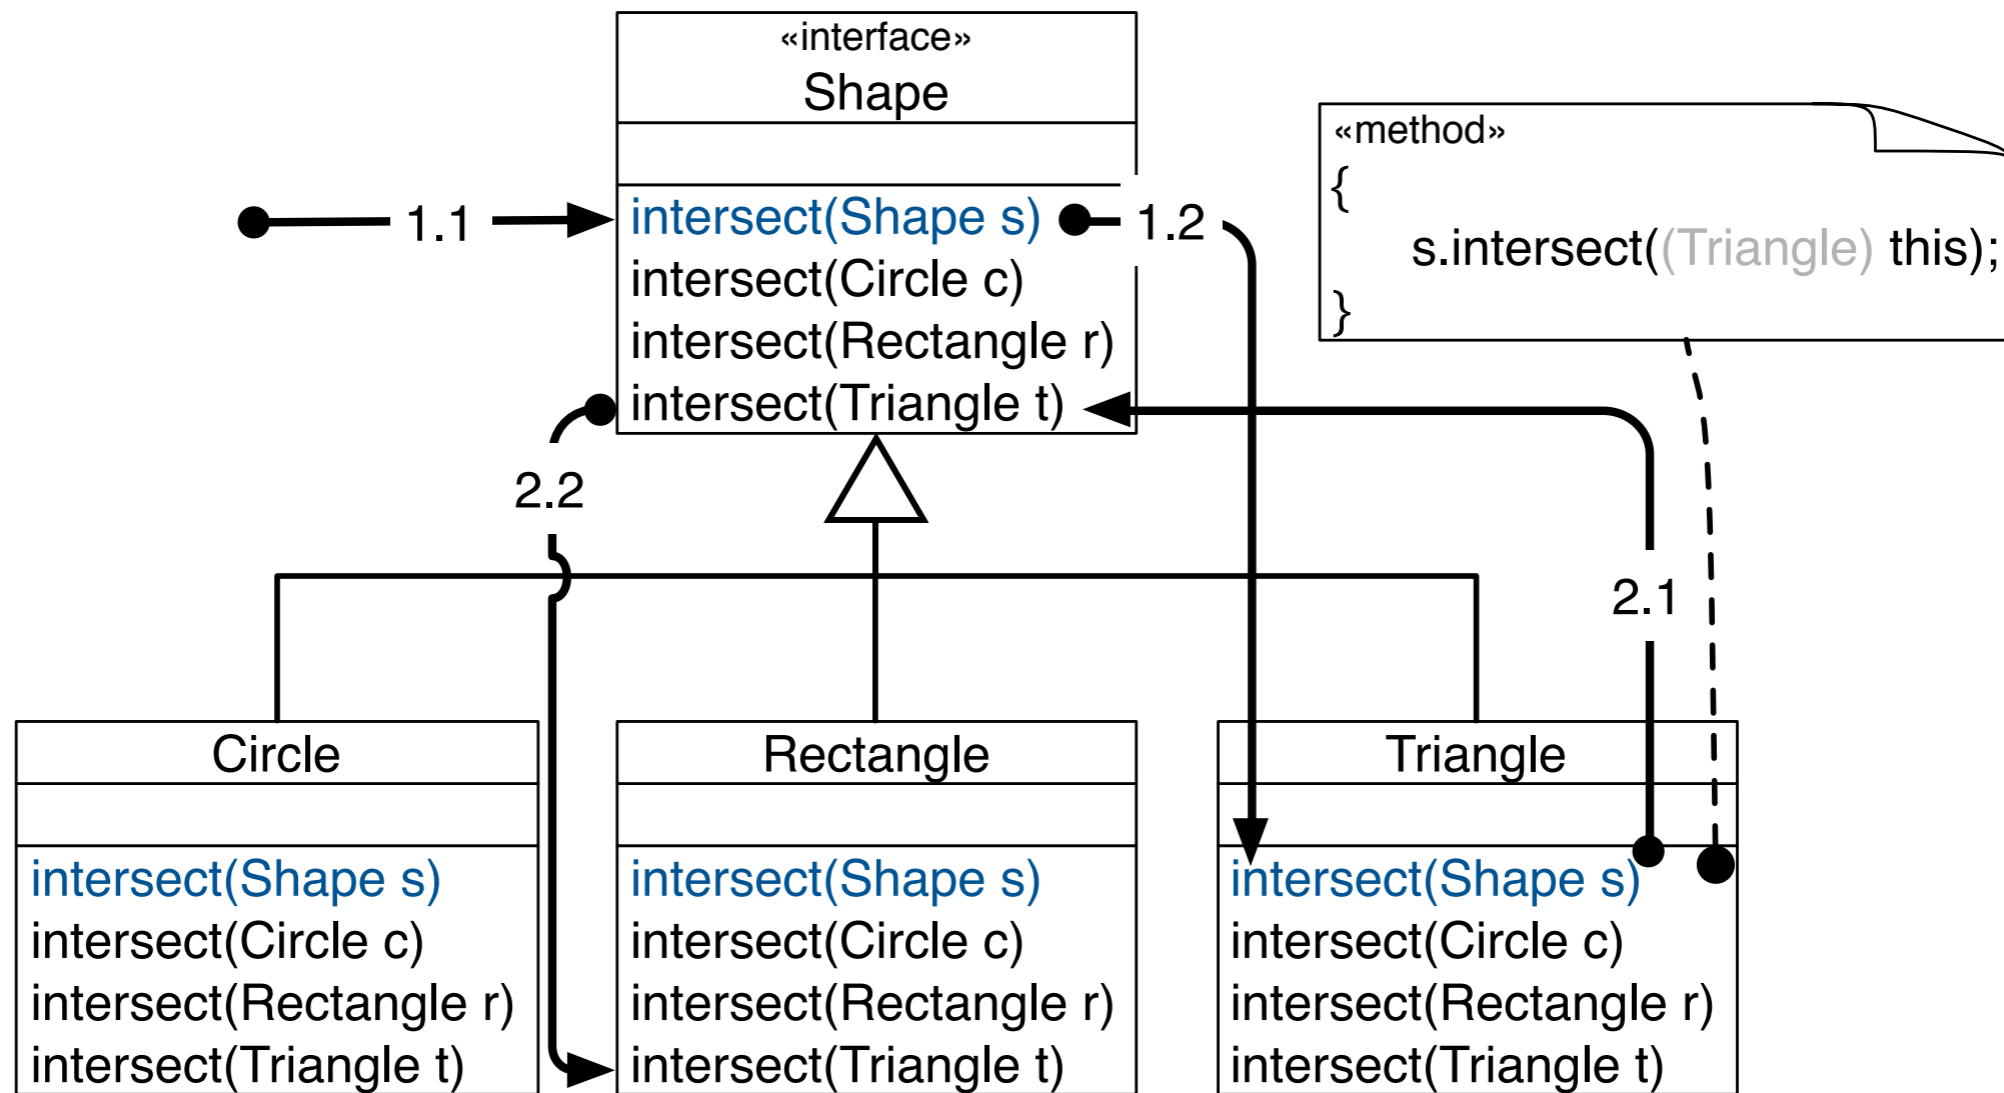 «interface»
Shape
intersect(Shape s)
intersect(Circle c)
intersect(Rectangle r)
intersect(Triangle t)
1.1
1.2
«method»
{
s.intersect((Triangle) this);
}
2.2
2.1
Circle
intersect(Shape s)
intersect(Circle c)
intersect(Rectangle r)
intersect(Triangle t)
Rectangle
intersect(Shape s)
intersect(Circle c)
intersect(Rectangle r)
intersect(Triangle t)
Triangle
intersect(Shape s)
intersect(Circle c)
intersect(Rectangle r)
intersect(Triangle t)